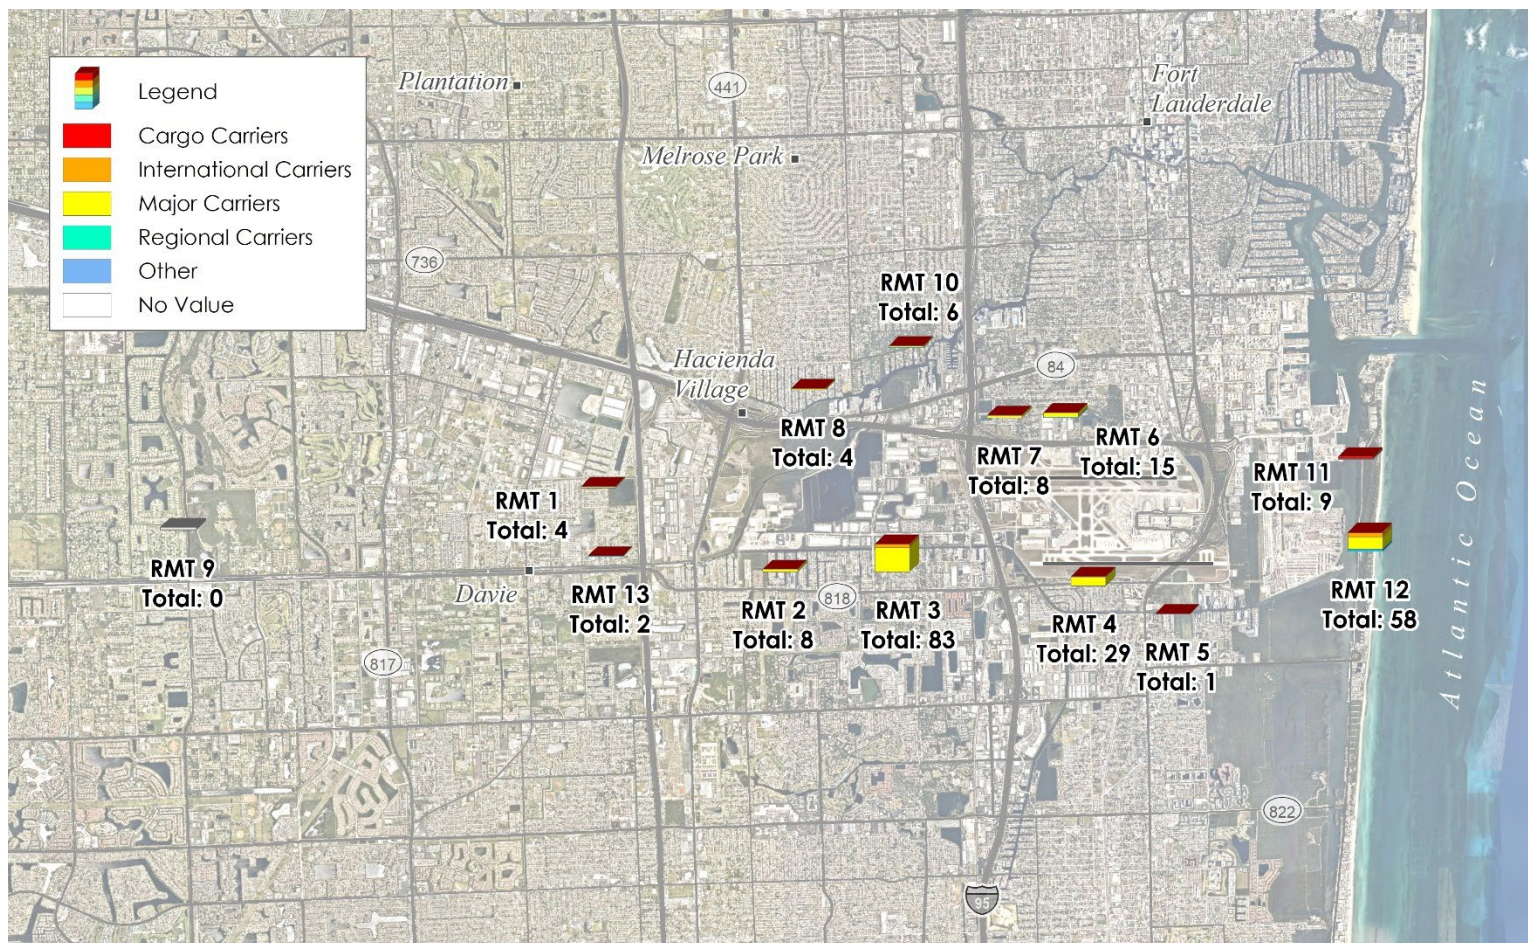 Legend
Cargo Carriers
International Carriers
Major Carriers
Regional Carriers
Other
No Value
Plantation
441
Fort
Lauderdale
Melrose Park
736
RMT 10
Total: 6
Hacienda
Village
84
RMT 8
Total: 4
RMT 7
Total: 8
RMT 6
Total: 15
RMT 11
Total: 9
RMT 1
Total: 4
RMT 9
Total: 0
Davie
RMT 13
Total: 2
RMT 2
Total: 8
818
RMT 3
Total: 83
RMT 4
Total: 29
RMT 5
Total: 1
RMT 12
Total: 58
Atlantic Ocean
817
822
95